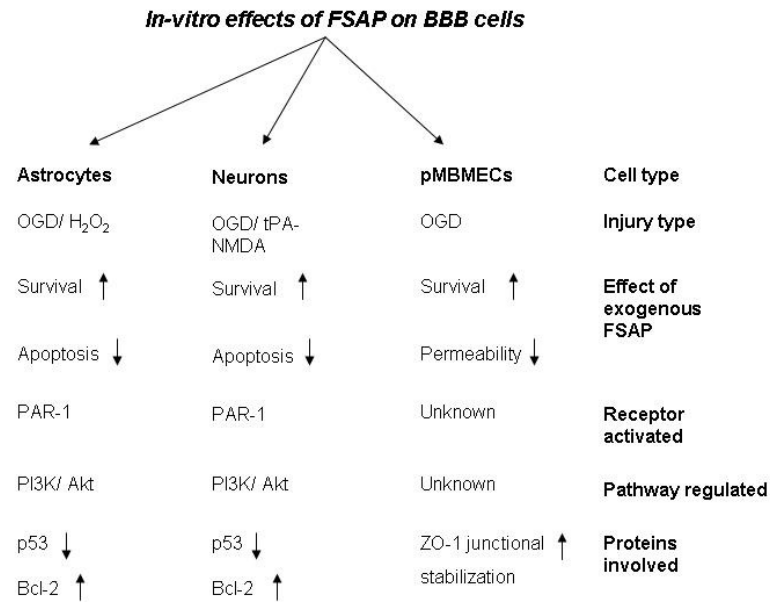 In-vitro effects of FSAP on BBB cells
Astrocytes Neurons pMBMECs Cell type
OGD/ H₂O₂ OGD/ tPA- OGD Injury type
NMDA
Survival ↑ Survival ↑ Survival ↑ Effect of
exogenous
FSAP
Apoptosis ↓ Apoptosis ↓ Permeability ↓
PAR-1 PAR-1 Unknown Receptor
activated
PI3K/ Akt PI3K/ Akt Unknown Pathway regulated
p53 ↓ p53 ↓ ZO-1 junctional ↑ Proteins
involved
Bcl-2 ↑ Bcl-2 ↑ stabilization